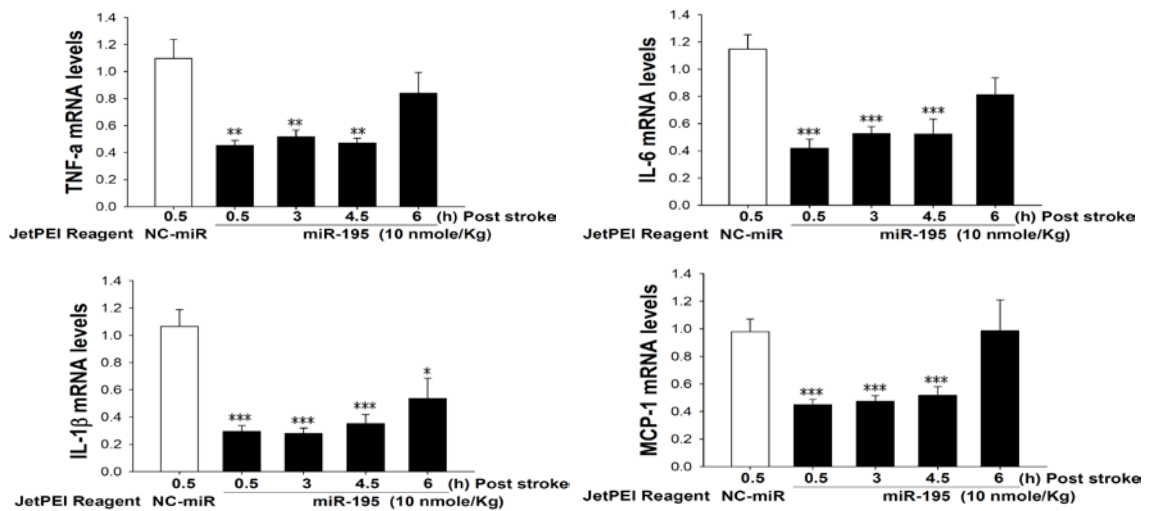 TNF-a mRNA levels
1.4
1.2
1.0
0.8
0.6
0.4
0.2
0.0
** ** **
0.5 0.5 3 4.5 6 (h) Post stroke
JetPEI Reagent NC-miR miR-195 (10 nmole/Kg)
IL-6 mRNA levels
1.4
1.2
1.0
0.8
0.6
0.4
0.2
0.0
*** *** ***
0.5 0.5 3 4.5 6 (h) Post stroke
JetPEI Reagent NC-miR miR-195 (10 nmole/Kg)
IL-1β mRNA levels
1.4
1.2
1.0
0.8
0.6
0.4
0.2
0.0
*** *** *** *
0.5 0.5 3 4.5 6 (h) Post stroke
JetPEI Reagent NC-miR miR-195 (10 nmole/Kg)
MCP-1 mRNA levels
1.4
1.2
1.0
0.8
0.6
0.4
0.2
0.0
*** *** ***
0.5 0.5 3 4.5 6 (h) Post stroke
JetPEI Reagent NC-miR miR-195 (10 nmole/Kg)